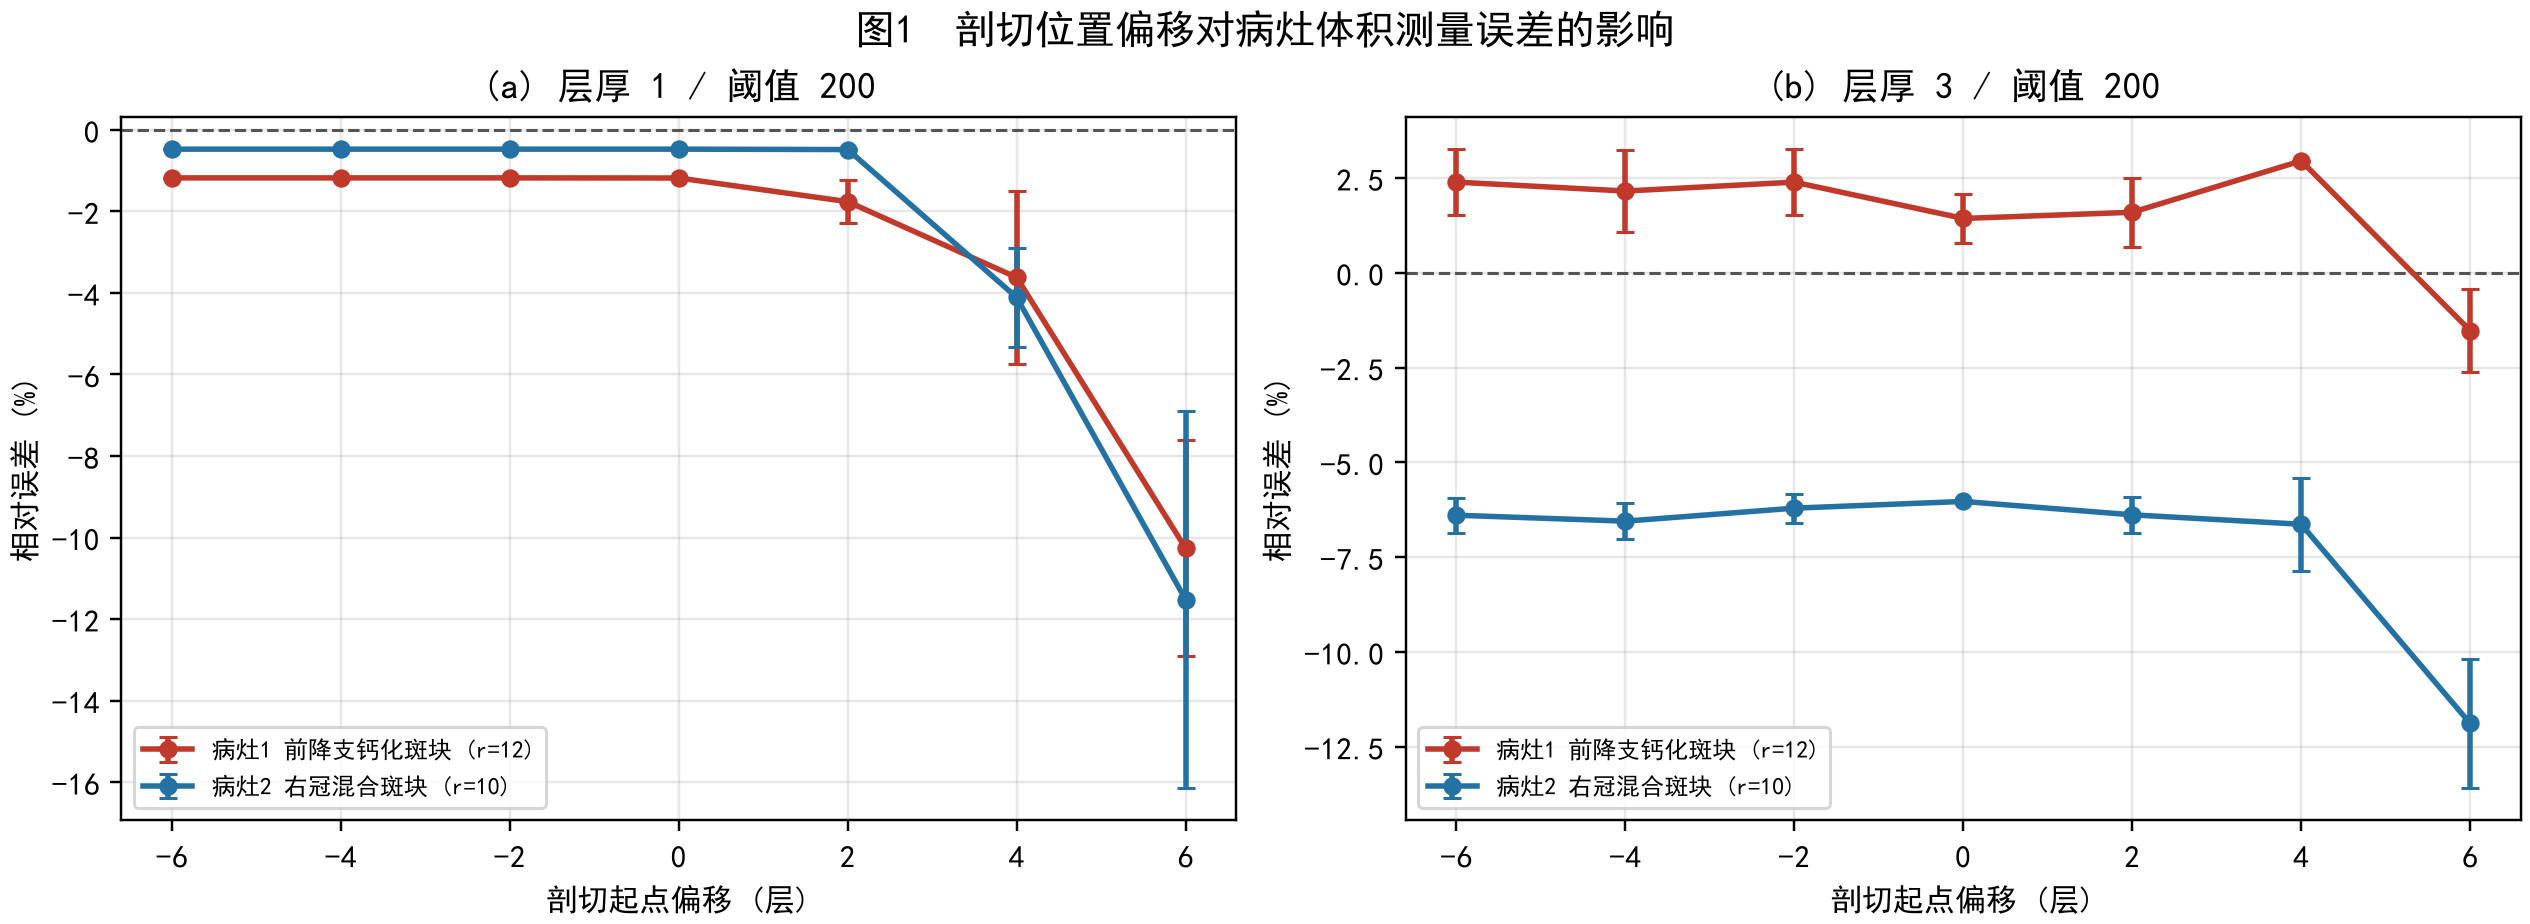 图1　剖切位置偏移对病灶体积测量误差的影响
(a) 层厚 1 / 阈值 200
0
−2
−4
−6
−8
−10
−12
−14
−16
相对误差 (%)
病灶1 前降支钙化斑块 (r=12)
病灶2 右冠混合斑块 (r=10)
−6 −4 −2 0 2 4 6
剖切起点偏移 (层)
(b) 层厚 3 / 阈值 200
2.5
0.0
−2.5
−5.0
−7.5
−10.0
−12.5
相对误差 (%)
病灶1 前降支钙化斑块 (r=12)
病灶2 右冠混合斑块 (r=10)
−6 −4 −2 0 2 4 6
剖切起点偏移 (层)